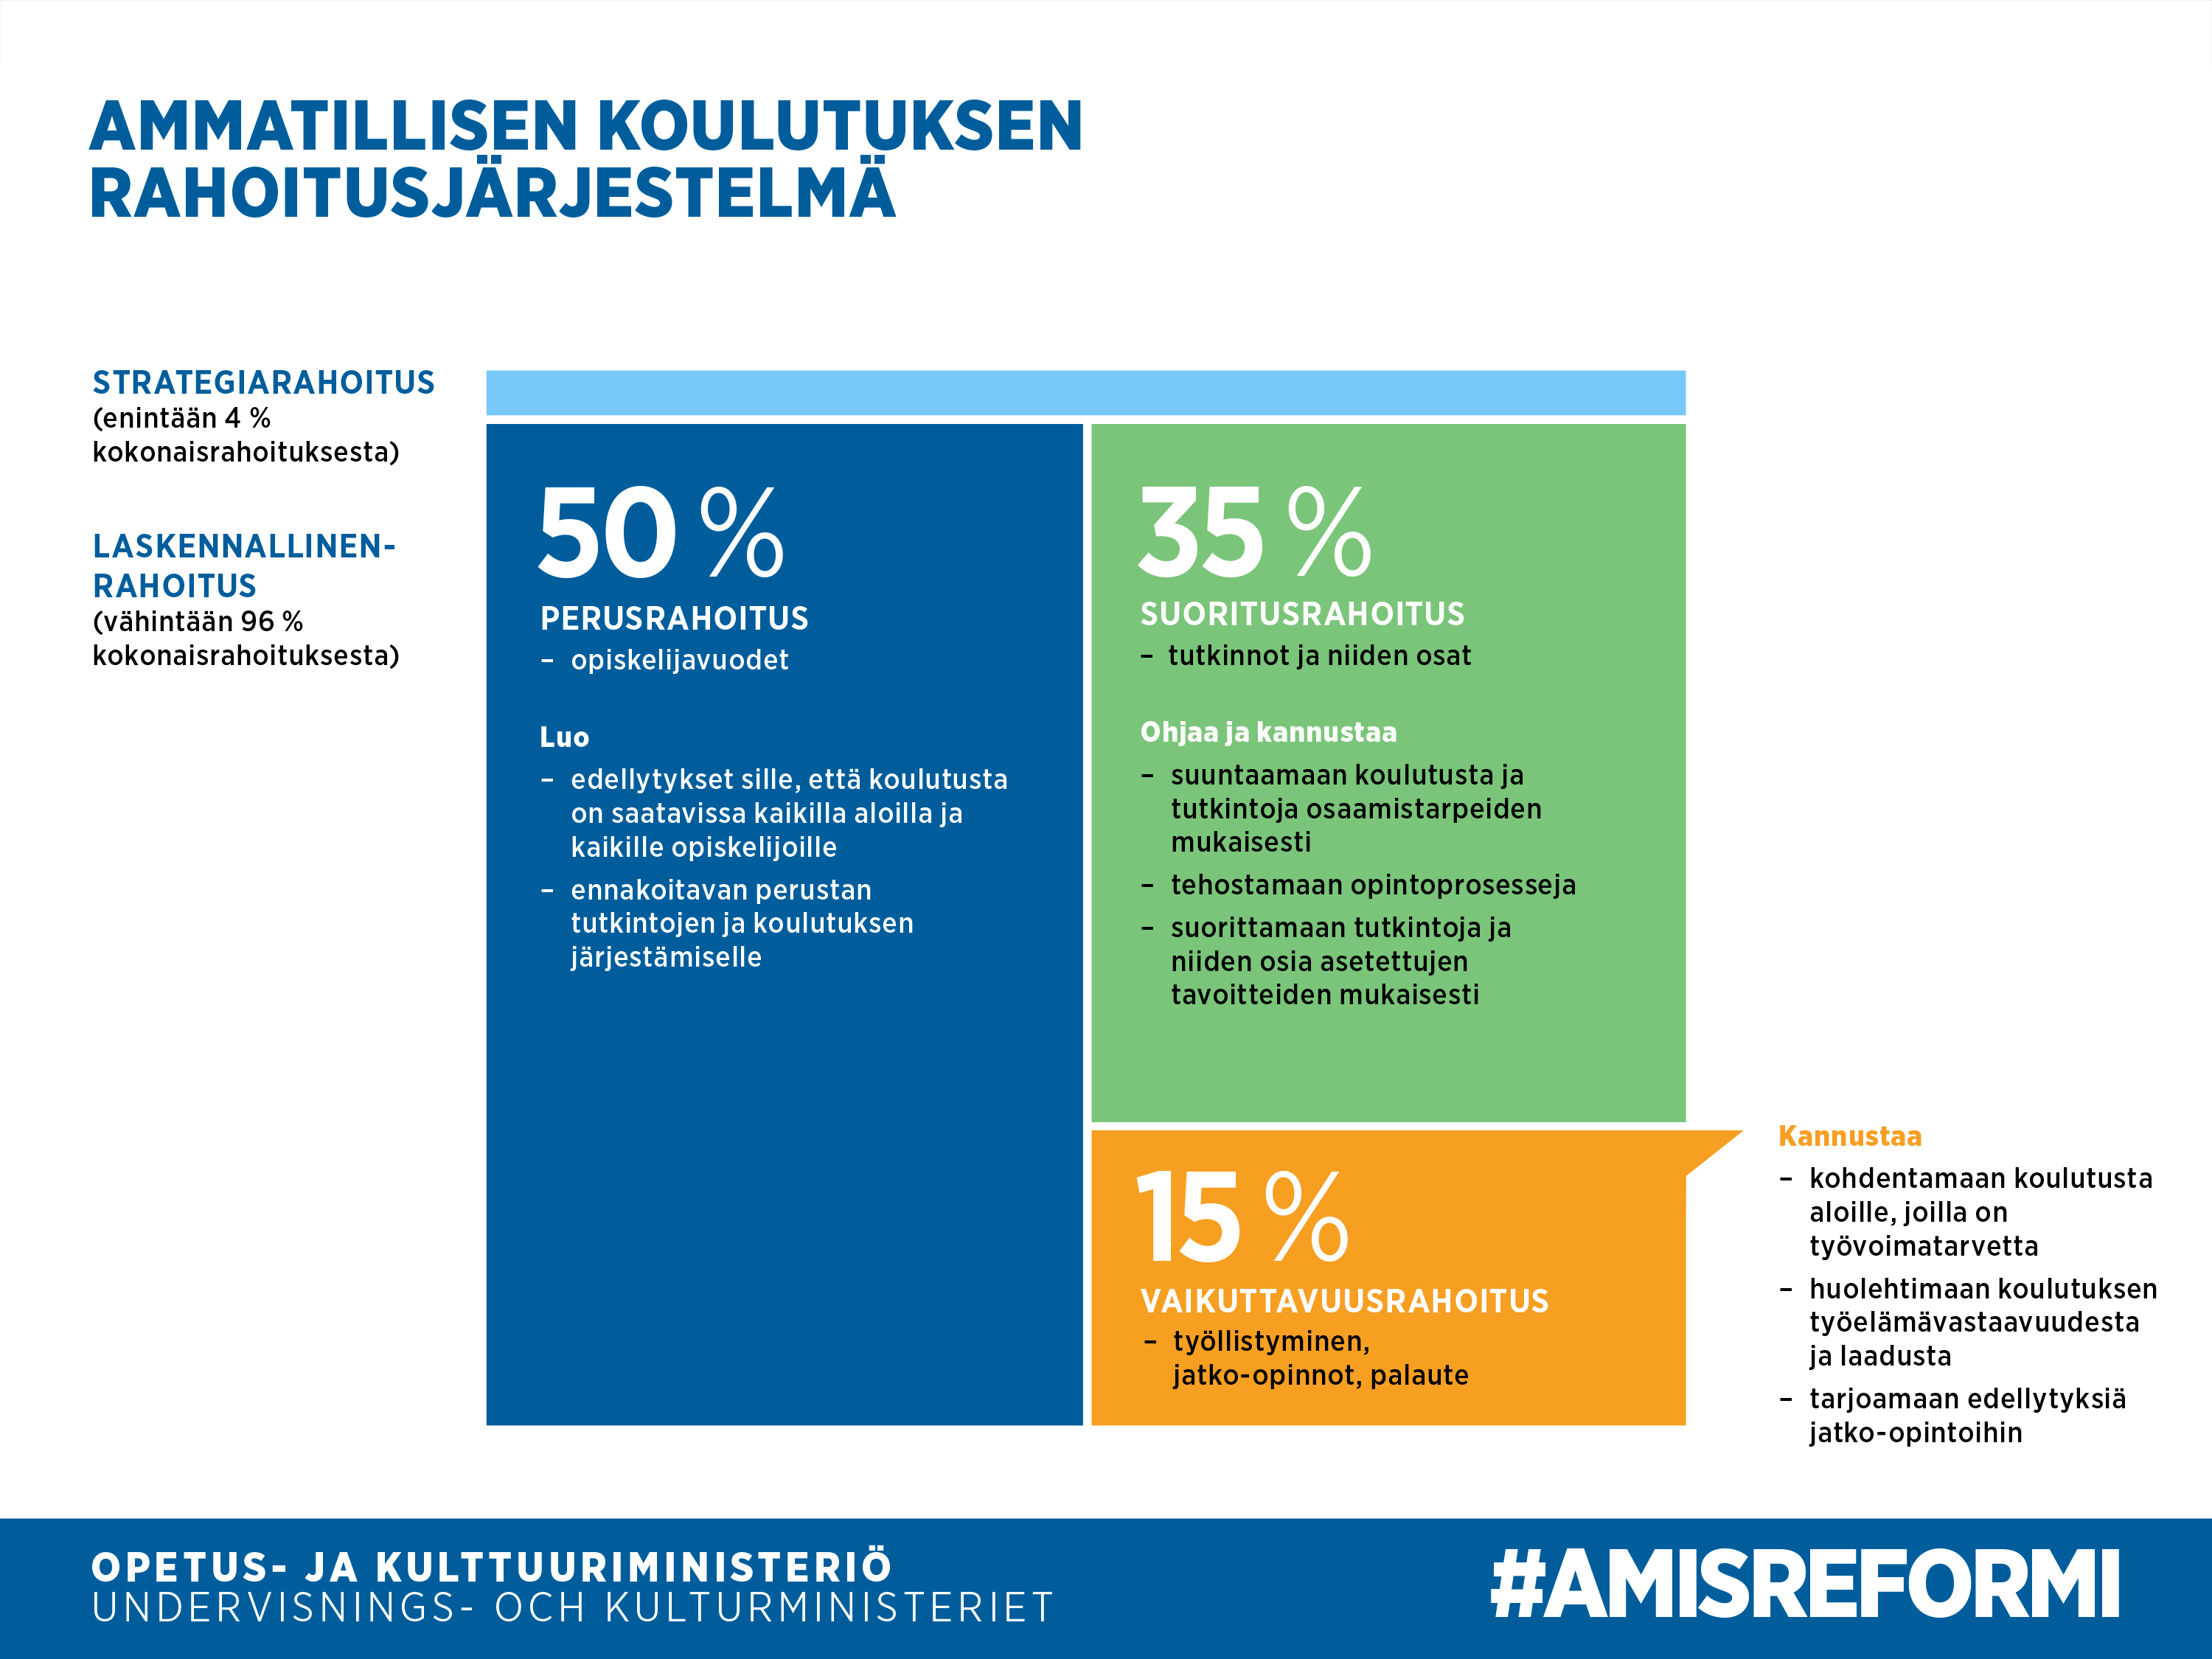 AMMATILLISEN KOULUTUKSEN
RAHOITUSJÄRJESTELMÄ
STRATEGIARAHOITUS
(enintään 4 %
kokonaisrahoituksesta)
LASKENNALLINEN-
RAHOITUS
(vähintään 96 %
kokonaisrahoituksesta)
50 %
PERUSRAHOITUS
– opiskelijavuodet
Luo
– edellytykset sille, että koulutusta
on saatavissa kaikilla aloilla ja
kaikille opiskelijoille
– ennakoitavan perustan
tutkintojen ja koulutuksen
järjestämiselle
35 %
SUORITUSRAHOITUS
– tutkinnot ja niiden osat
Ohjaa ja kannustaa
– suuntaamaan koulutusta ja
tutkintoja osaamistarpeiden
mukaisesti
– tehostamaan opintoprosesseja
– suorittamaan tutkintoja ja
niiden osia asetettujen
tavoitteiden mukaisesti
15 %
VAIKUTTAVUUSRAHOITUS
– työllistyminen,
jatko-opinnot, palaute
Kannustaa
– kohdentamaan koulutusta
aloille, joilla on
työvoimatarvetta
– huolehtimaan koulutuksen
työelämävastaavuudesta
ja laadusta
– tarjoamaan edellytyksiä
jatko-opintoihin
OPETUS- JA KULTTUURIMINISTERIÖ
UNDERVISNINGS- OCH KULTURMINISTERIET
#AMISREFORMI